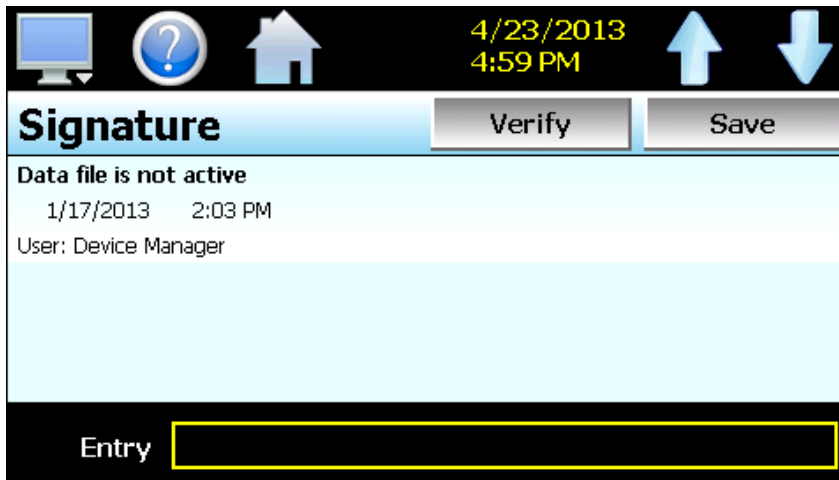 4/23/2013
4:59 PM
Signature
Verify
Save
Data file is not active
1/17/2013 2:03 PM
User: Device Manager
Entry